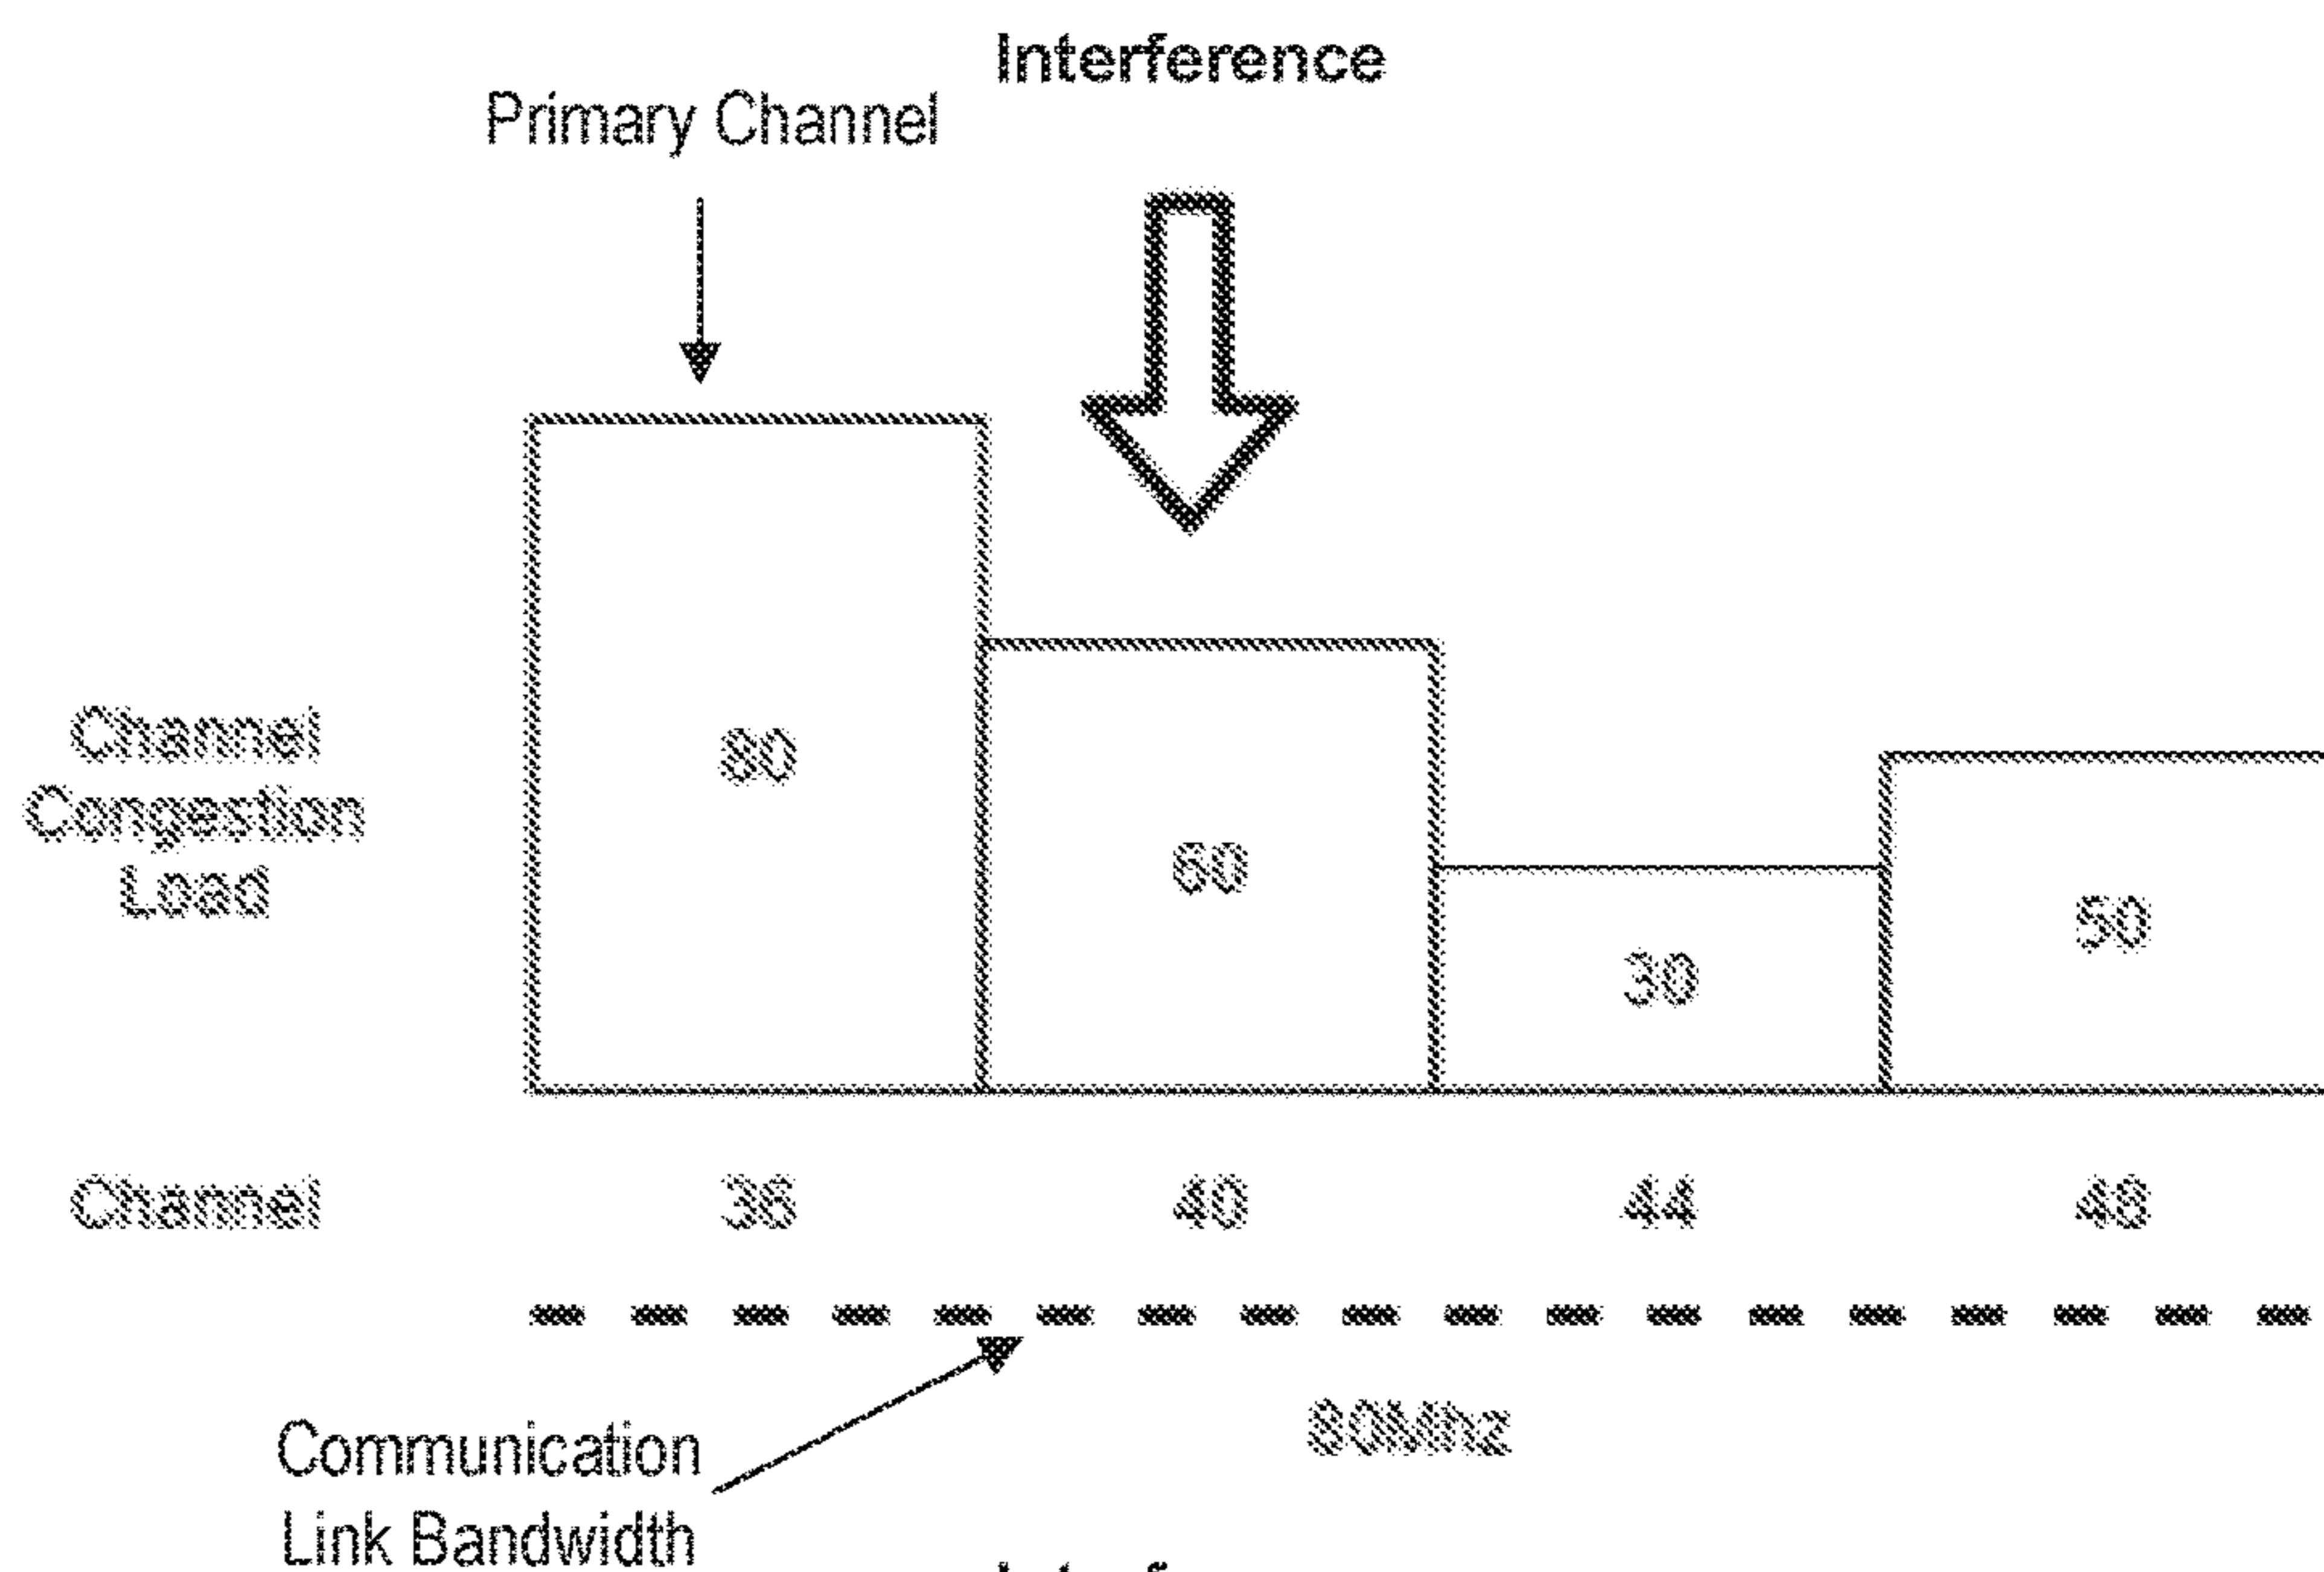 Interference
Primary Channel
Channel
Congestion
Load
80
60
30
50
Channel
36
40
44
48
80Mhz
Communication
Link Bandwidth